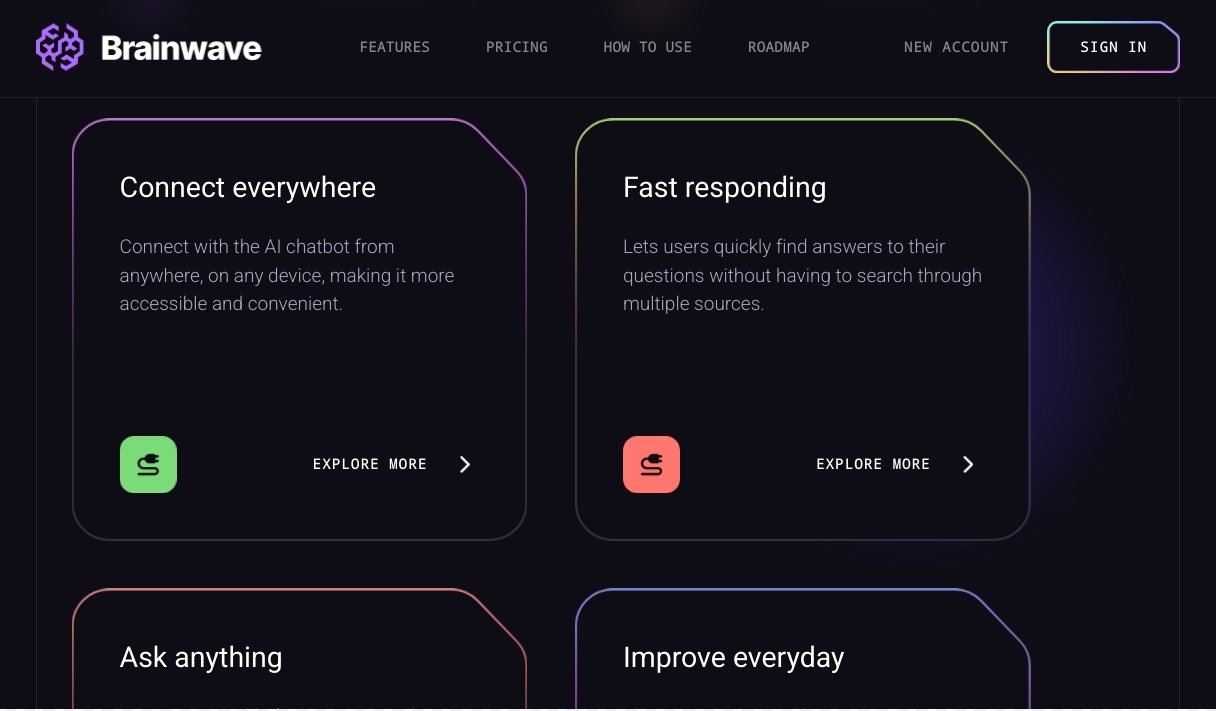 Brainwave
FEATURES
PRICING
HOW TO USE
ROADMAP
NEW ACCOUNT
SIGN IN
Connect everywhere
Connect with the AI chatbot from
anywhere, on any device, making it more
accessible and convenient.
EXPLORE MORE
Fast responding
Lets users quickly find answers to their
questions without having to search through
multiple sources.
EXPLORE MORE
Ask anything
Improve everyday